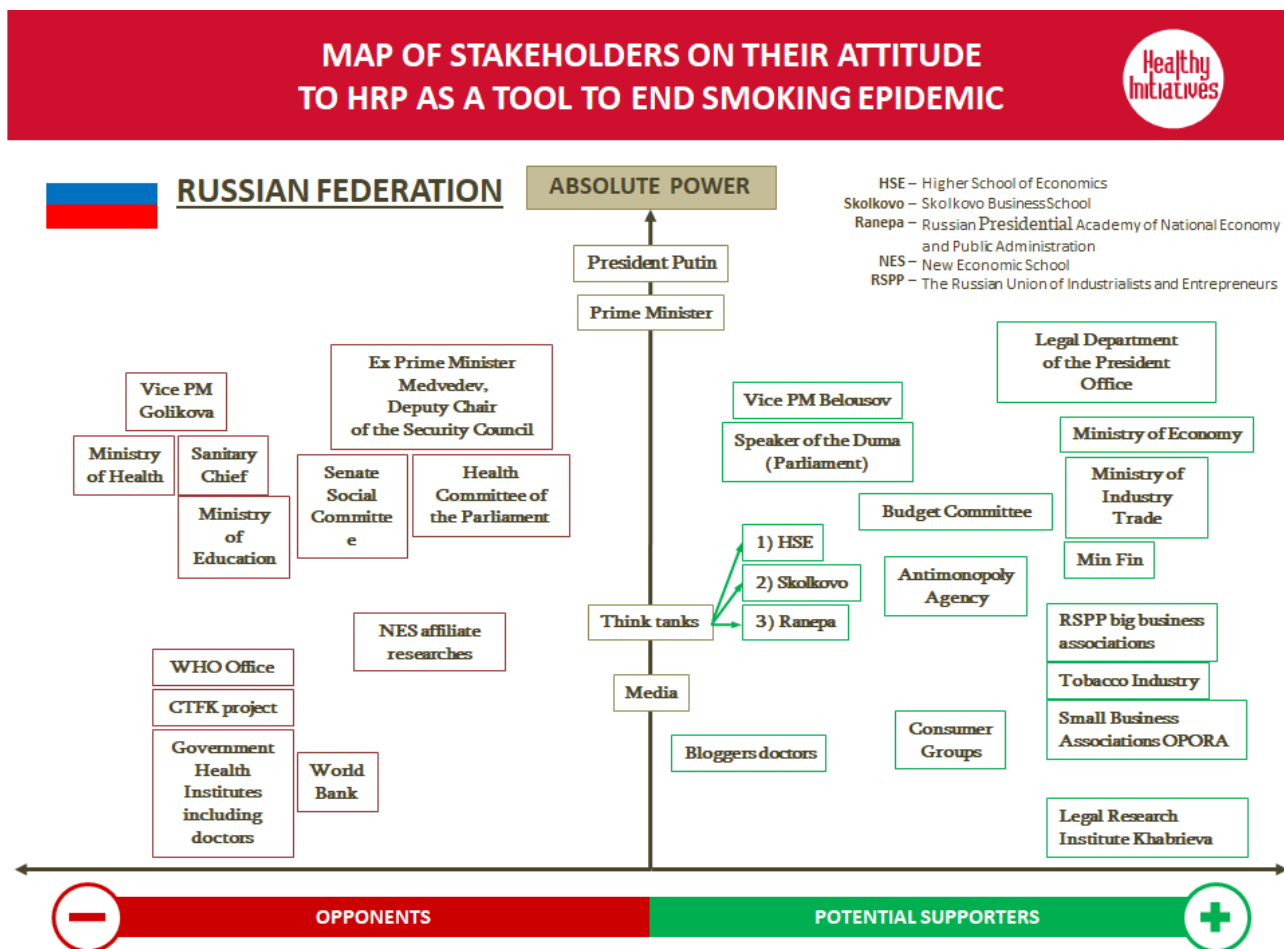 MAP OF STAKEHOLDERS ON THEIR ATTITUDE
TO HRP AS A TOOL TO END SMOKING EPIDEMIC
Healthy
Initiatives
RUSSIAN FEDERATION
ABSOLUTE POWER
HSE – Higher School of Economics
Skolkovo – Skolkovo Business School
Ranepa – Russian Presidential Academy of National Economy
and Public Administration
NES – New Economic School
RSPP – The Russian Union of Industrialists and Entrepreneurs
President Putin
Prime Minister
Ex Prime Minister
Medvedev,
Deputy Chair
of the Security Council
Vice PM
Golikova
Ministry
of Health
Sanitary
Chief
Ministry
of
Education
Senate
Social
Committe
e
Health
Committee of
the Parliament
Legal Department
of the President
Office
Vice PM Belousov
Speaker of the Duma
(Parliament)
Ministry of Economy
Ministry of
Industry
Trade
Budget Committee
Min Fin
1) HSE
2) Skolkovo
3) Ranepa
Antimonopoly
Agency
Think tanks
NES affiliate
researches
RSPP big business
associations
WHO Office
CTFK project
Government
Health
Institutes
including
doctors
World
Bank
Media
Tobacco Industry
Small Business
Associations OPORA
Consumer
Groups
Bloggers doctors
Legal Research
Institute Khabrieva
OPPONENTS
POTENTIAL SUPPORTERS